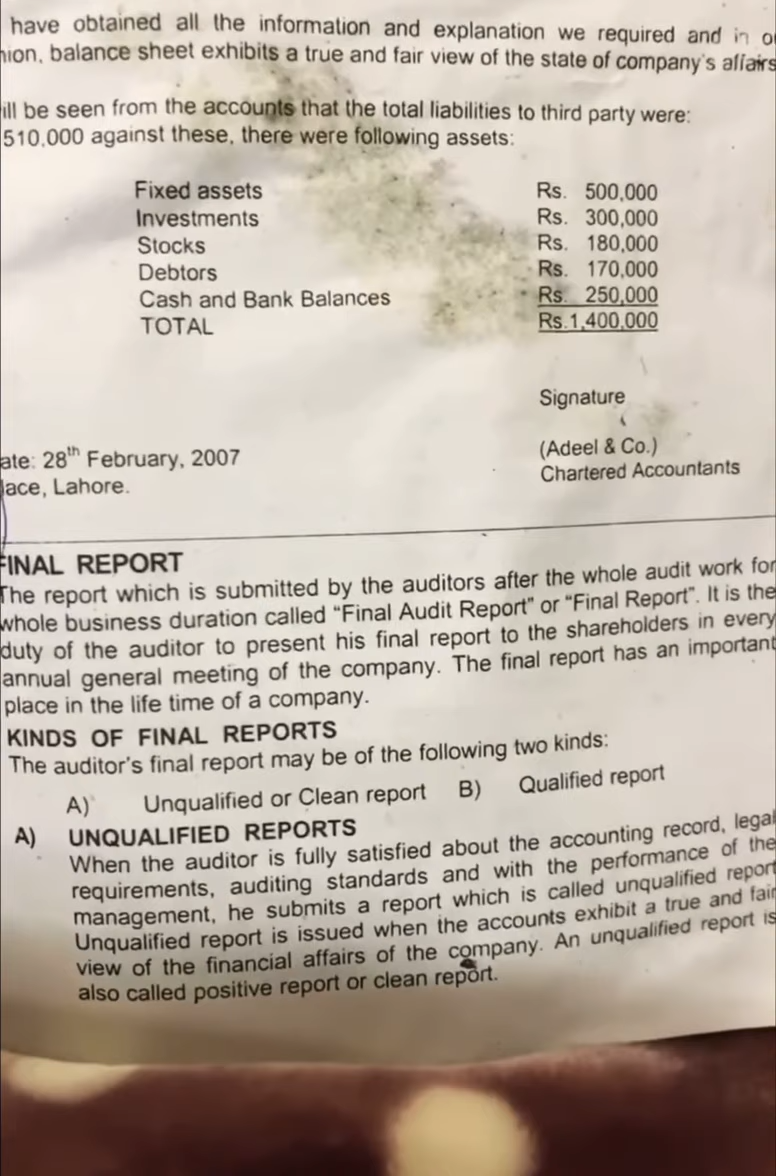 have obtained all the information and explanation we required and in o
nion, balance sheet exhibits a true and fair view of the state of company's affairs
ill be seen from the accounts that the total liabilities to third party were:
510,000 against these, there were following assets:
Fixed assets Rs. 500,000
Investments Rs. 300,000
Stocks Rs. 180,000
Debtors Rs. 170,000
Cash and Bank Balances Rs. 250,000
TOTAL Rs.1,400,000
Signature
(Adeel & Co.)
ate: 28th February, 2007
Chartered Accountants
lace, Lahore.
FINAL REPORT
The report which is submitted by the auditors after the whole audit work for
whole business duration called “Final Audit Report” or “Final Report”. It is the
duty of the auditor to present his final report to the shareholders in every
annual general meeting of the company. The final report has an important
place in the life time of a company.
KINDS OF FINAL REPORTS
The auditor's final report may be of the following two kinds:
A) Unqualified or Clean report B) Qualified report
A) UNQUALIFIED REPORTS
When the auditor is fully satisfied about the accounting record, legal
requirements, auditing standards and with the performance of the
management, he submits a report which is called unqualified report
Unqualified report is issued when the accounts exhibit a true and fair
view of the financial affairs of the company. An unqualified report is
also called positive report or clean report.